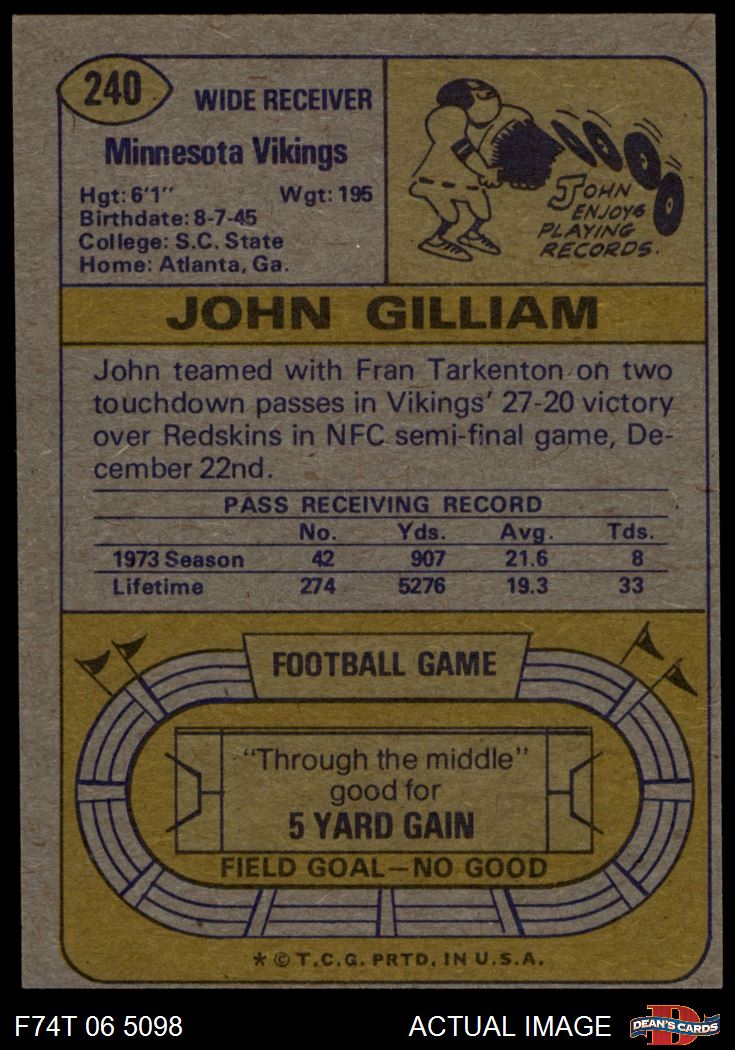 240
WIDE RECEIVER
Minnesota Vikings
Hgt: 6'1" Wgt: 195
Birthdate: 8-7-45
College: S.C. State
Home: Atlanta, Ga.
JOHN
ENJOYS
PLAYING
RECORDS.
JOHN GILLIAM
John teamed with Fran Tarkenton on two
touchdown passes in Vikings' 27-20 victory
over Redskins in NFC semi-final game, De-
cember 22nd.
PASS RECEIVING RECORD
No. Yds. Avg. Tds.
1973 Season 42 907 21.6 8
Lifetime 274 5276 19.3 33
FOOTBALL GAME
"Through the middle"
good for
5 YARD GAIN
FIELD GOAL—NO GOOD
* © T.C.G. PRTD. IN U.S.A.
F74T 06 5098 ACTUAL IMAGE DEAN'S CARDS